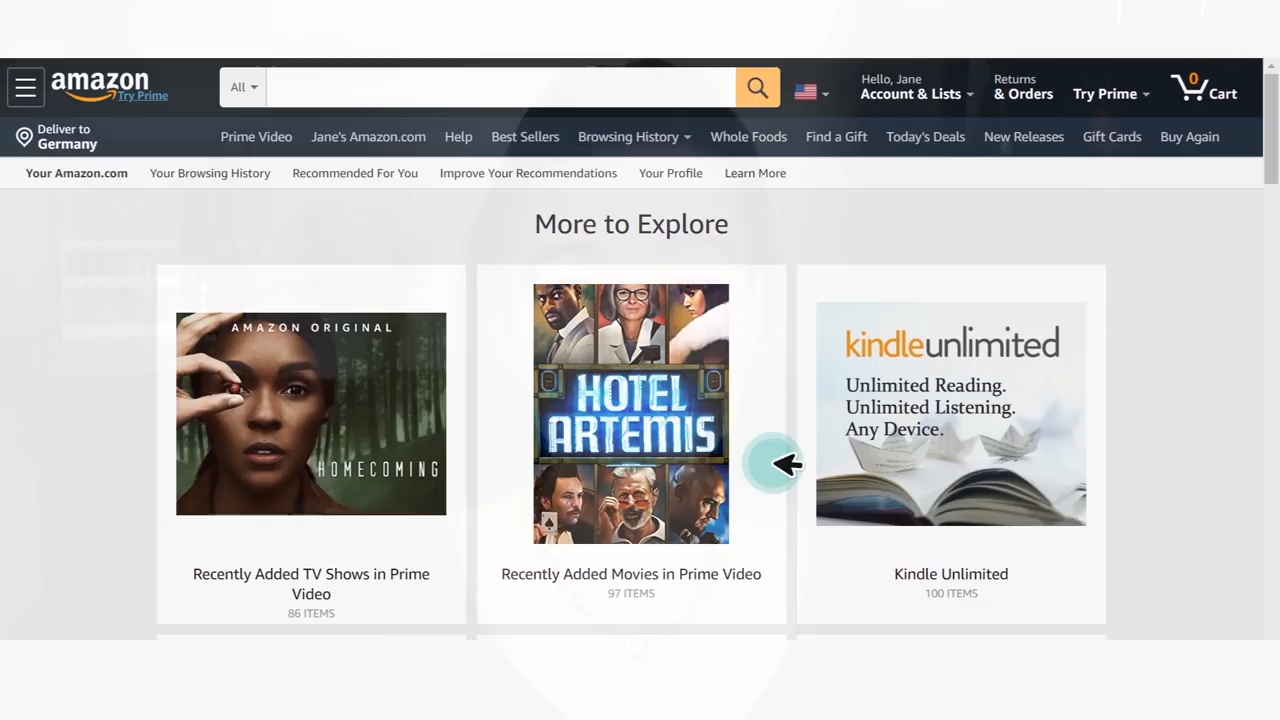 amazon
Try Prime
All
Hello, Jane
Account & Lists
Returns
& Orders
Try Prime
0
Cart
Deliver to
Germany
Prime Video
Jane's Amazon.com
Help
Best Sellers
Browsing History
Whole Foods
Find a Gift
Today's Deals
New Releases
Gift Cards
Buy Again
Your Amazon.com
Your Browsing History
Recommended For You
Improve Your Recommendations
Your Profile
Learn More
More to Explore
AMAZON ORIGINAL
HOMECOMING
Recently Added TV Shows in Prime
Video
86 ITEMS
HOTEL
ARTEMIS
Recently Added Movies in Prime Video
97 ITEMS
kindleunlimited
Unlimited Reading.
Unlimited Listening.
Any Device.
Kindle Unlimited
100 ITEMS